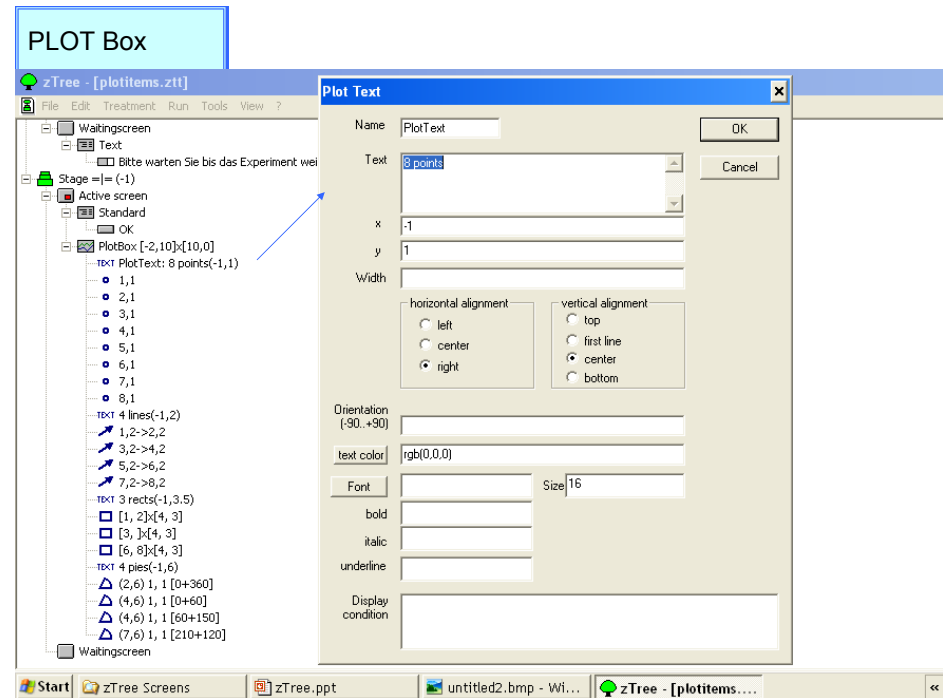 PLOT Box
zTree - [plotitems.ztt]
File Edit Treatment Run Tools View ?
Waitingscreen
Text
Bitte warten Sie bis das Experiment wei
Stage =|= (-1)
Active screen
Standard
OK
PlotBox [-2,10]x[10,0]
TEXT PlotText: 8 points(-1,1)
1,1
2,1
3,1
4,1
5,1
6,1
7,1
8,1
TEXT 4 lines(-1,2)
1,2->2,2
3,2->4,2
5,2->6,2
7,2->8,2
TEXT 3 rects(-1,3.5)
[1, 2]x[4, 3]
[3, ]x[4, 3]
[6, 8]x[4, 3]
TEXT 4 pies(-1,6)
(2,6) 1, 1 [0+360]
(4,6) 1, 1 [0+60]
(4,6) 1, 1 [60+150]
(7,6) 1, 1 [210+120]
Waitingscreen
Plot Text
Name PlotText
OK
Text 8 points
Cancel
x -1
y 1
Width
horizontal alignment
left
center
right
vertical alignment
top
first line
center
bottom
Orientation
(-90..+90)
text color rgb(0,0,0)
Font
Size 16
bold
italic
underline
Display
condition
Start
zTree Screens
zTree.ppt
untitled2.bmp - Wi...
zTree - [plotitems....
«